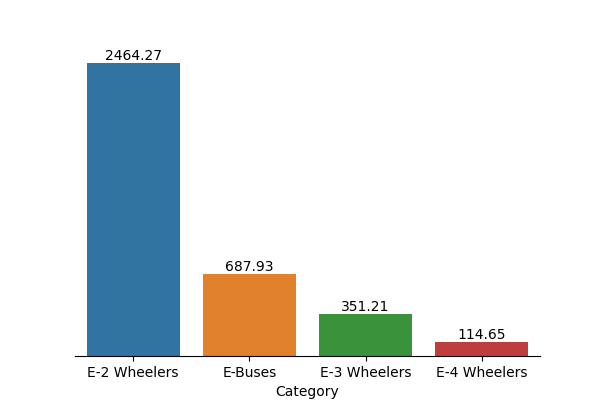 2464.27
687.93
351.21
114.65
E-2 Wheelers
E-Buses
E-3 Wheelers
E-4 Wheelers
Category